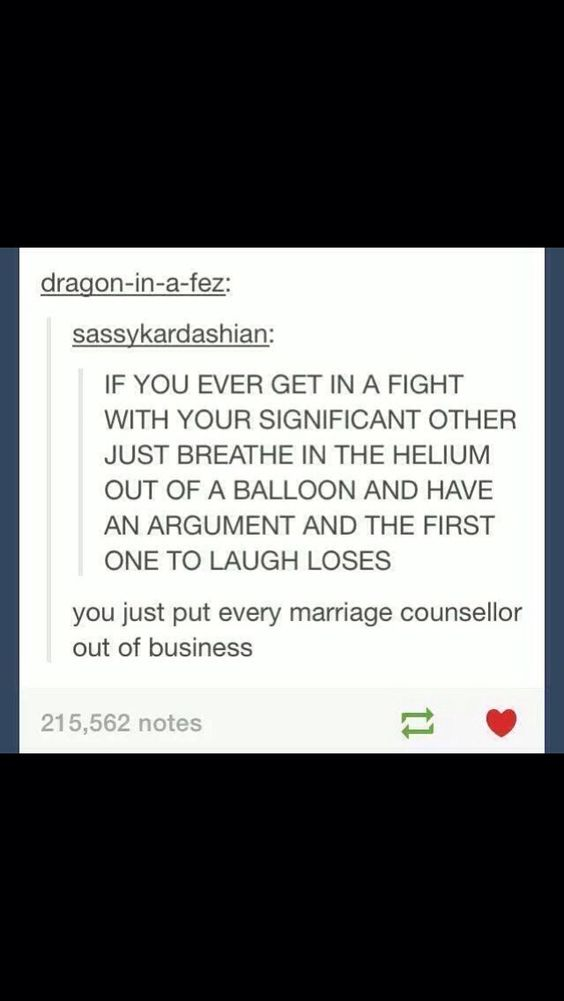 dragon-in-a-fez:
sassykardashian:
IF YOU EVER GET IN A FIGHT
WITH YOUR SIGNIFICANT OTHER
JUST BREATHE IN THE HELIUM
OUT OF A BALLOON AND HAVE
AN ARGUMENT AND THE FIRST
ONE TO LAUGH LOSES
you just put every marriage counsellor
out of business
215,562 notes